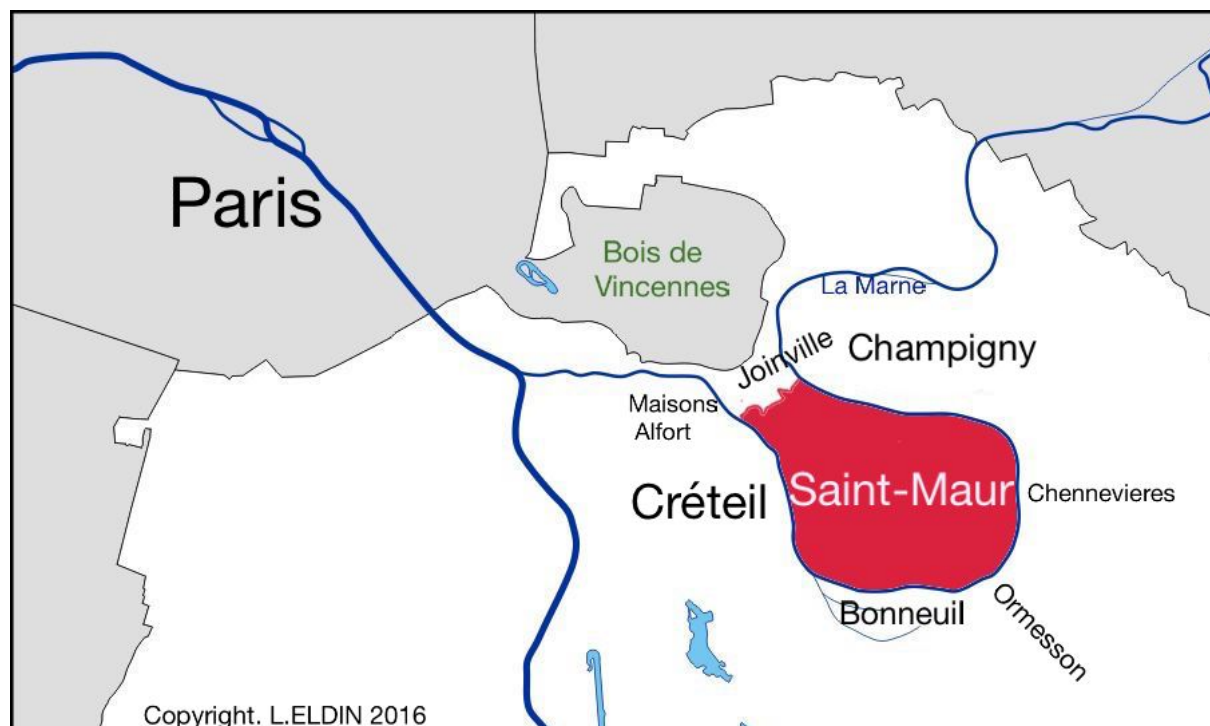 Paris
Bois de
Vincennes
La Marne
Joinville
Champigny
Maisons
Alfort
Créteil
Saint-Maur
Chennevieres
Bonneuil
Ormesson
Copyright. L.ELDIN 2016